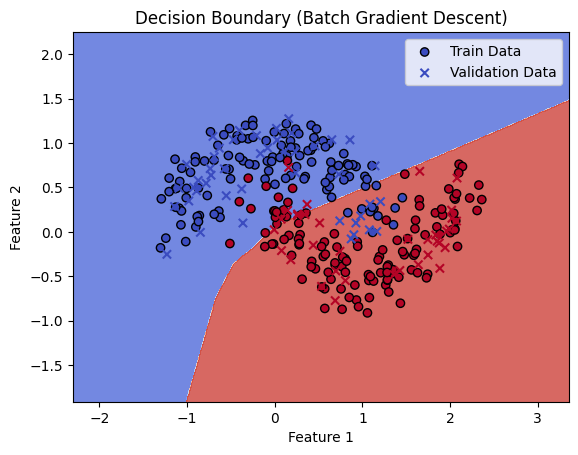 Decision Boundary (Batch Gradient Descent)
Train Data
Validation Data
2.0
1.5
1.0
0.5
0.0
−0.5
−1.0
−1.5
Feature 2
−2
−1
0
1
2
3
Feature 1